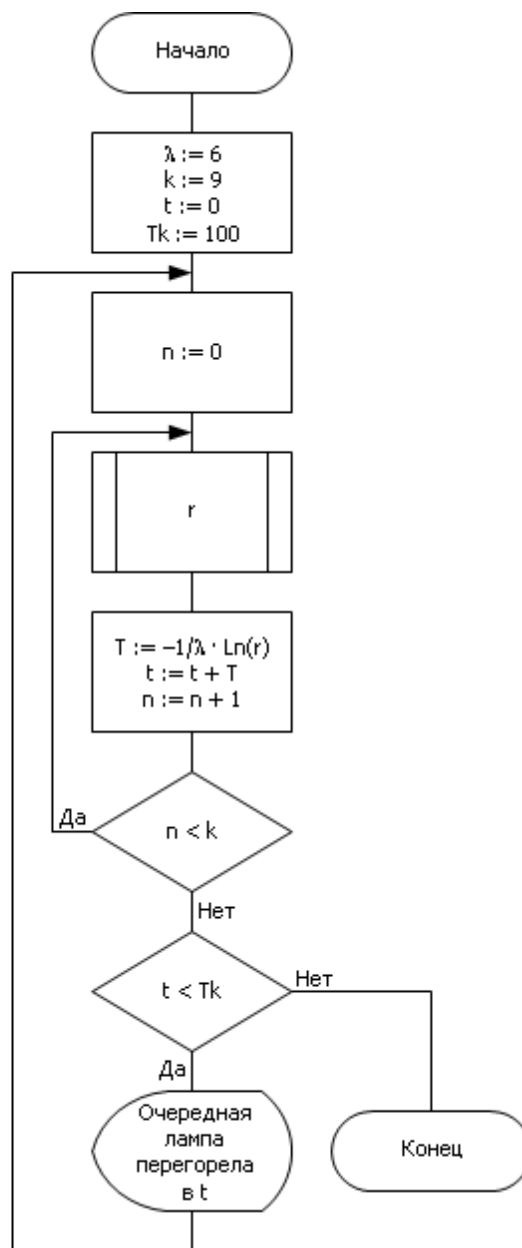 Начало
λ := 6
k := 9
t := 0
Tk := 100
n := 0
r
T := –1/λ · Ln(r)
t := t + T
n := n + 1
Да
n < k
Нет
t < Tk
Нет
Да
Очередная
лампа
перегорела
в t
Конец